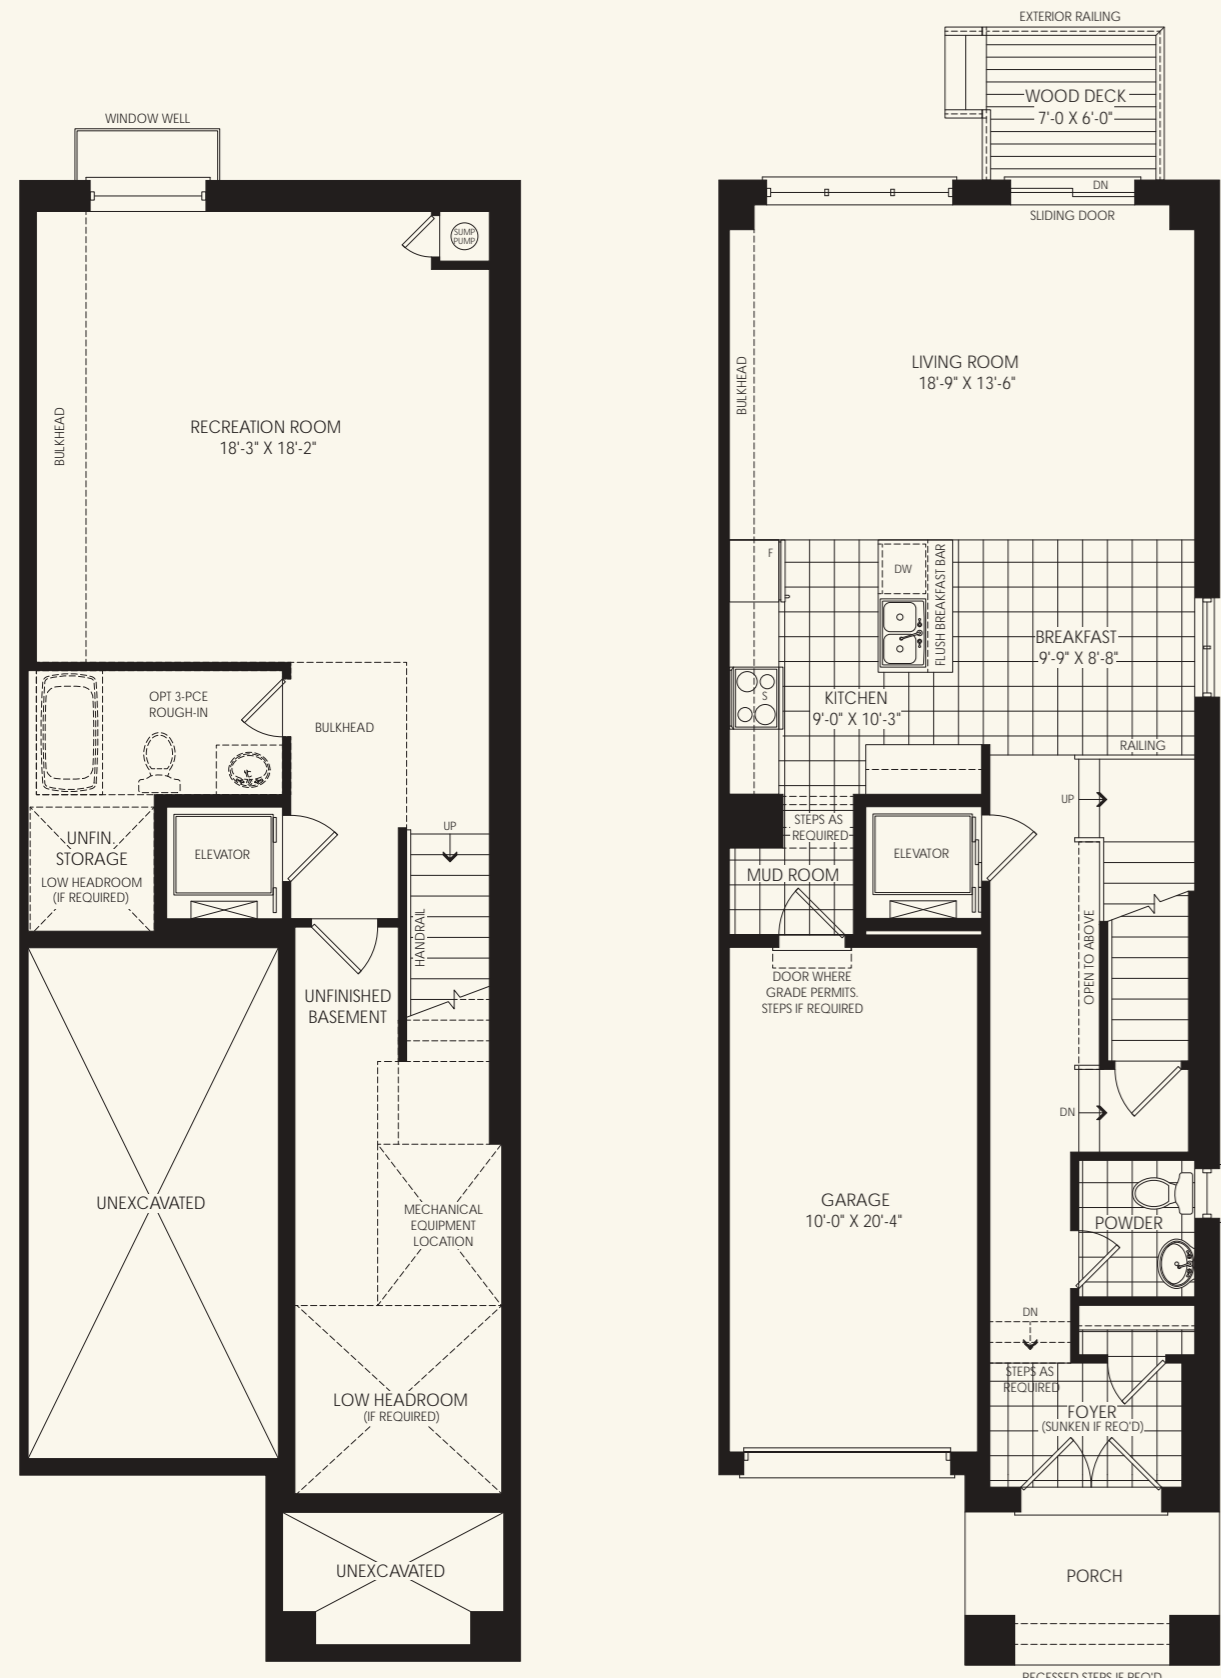 WINDOW WELL
SUMP
PUMP
BULKHEAD
RECREATION ROOM
18'-3" X 18'-2"
OPT 3-PCE
ROUGH-IN
BULKHEAD
UNFIN.
STORAGE
LOW HEADROOM
(IF REQUIRED)
ELEVATOR
UP
HANDRAIL
UNFINISHED
BASEMENT
UNEXCAVATED
MECHANICAL
EQUIPMENT
LOCATION
LOW HEADROOM
(IF REQUIRED)
UNEXCAVATED
EXTERIOR RAILING
WOOD DECK
7'-0 X 6'-0"
DN
SLIDING DOOR
BULKHEAD
LIVING ROOM
18'-9" X 13'-6"
F
DW
FLUSH BREAKFAST BAR
BREAKFAST
9'-9" X 8'-8"
S
KITCHEN
9'-0" X 10'-3"
RAILING
UP
STEPS AS
REQUIRED
MUD ROOM
ELEVATOR
OPEN TO ABOVE
DOOR WHERE
GRADE PERMITS.
STEPS IF REQUIRED
DN
GARAGE
10'-0" X 20'-4"
POWDER
DN
STEPS AS
REQUIRED
FOYER
(SUNKEN IF REQ'D)
PORCH
RECESSED STEPS IF REQ'D